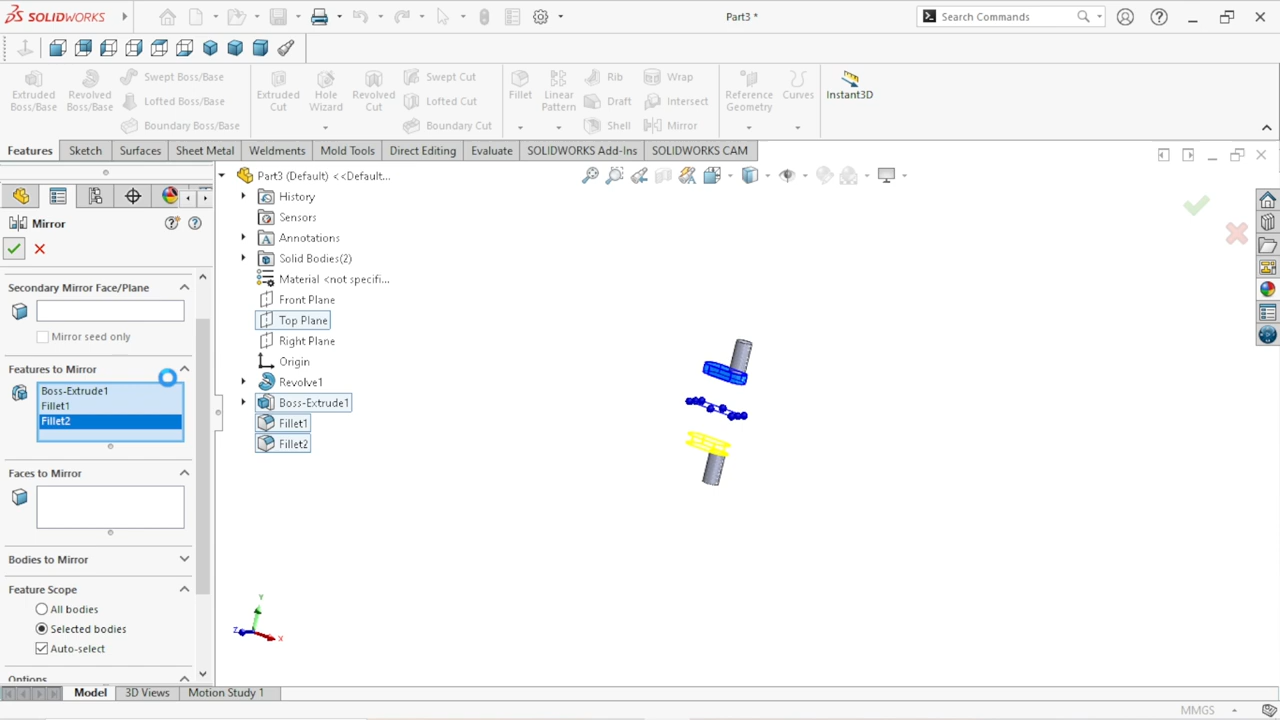 SOLIDWORKS
Part3 *
Search Commands
Extruded Boss/Base
Revolved Boss/Base
Swept Boss/Base
Lofted Boss/Base
Boundary Boss/Base
Extruded Cut
Hole Wizard
Revolved Cut
Swept Cut
Lofted Cut
Boundary Cut
Fillet
Linear Pattern
Rib
Draft
Shell
Wrap
Intersect
Mirror
Reference Geometry
Curves
Instant3D
Features
Sketch
Surfaces
Sheet Metal
Weldments
Mold Tools
Direct Editing
Evaluate
SOLIDWORKS Add-Ins
SOLIDWORKS CAM
Mirror
Secondary Mirror Face/Plane
Mirror seed only
Features to Mirror
Boss-Extrude1
Fillet1
Fillet2
Faces to Mirror
Bodies to Mirror
Feature Scope
All bodies
Selected bodies
Auto-select
Options
Part3 (Default) <<Default...
History
Sensors
Annotations
Solid Bodies(2)
Material <not specifi...
Front Plane
Top Plane
Right Plane
Origin
Revolve1
Boss-Extrude1
Fillet1
Fillet2
Y
Z
X
Model
3D Views
Motion Study 1
MMGS